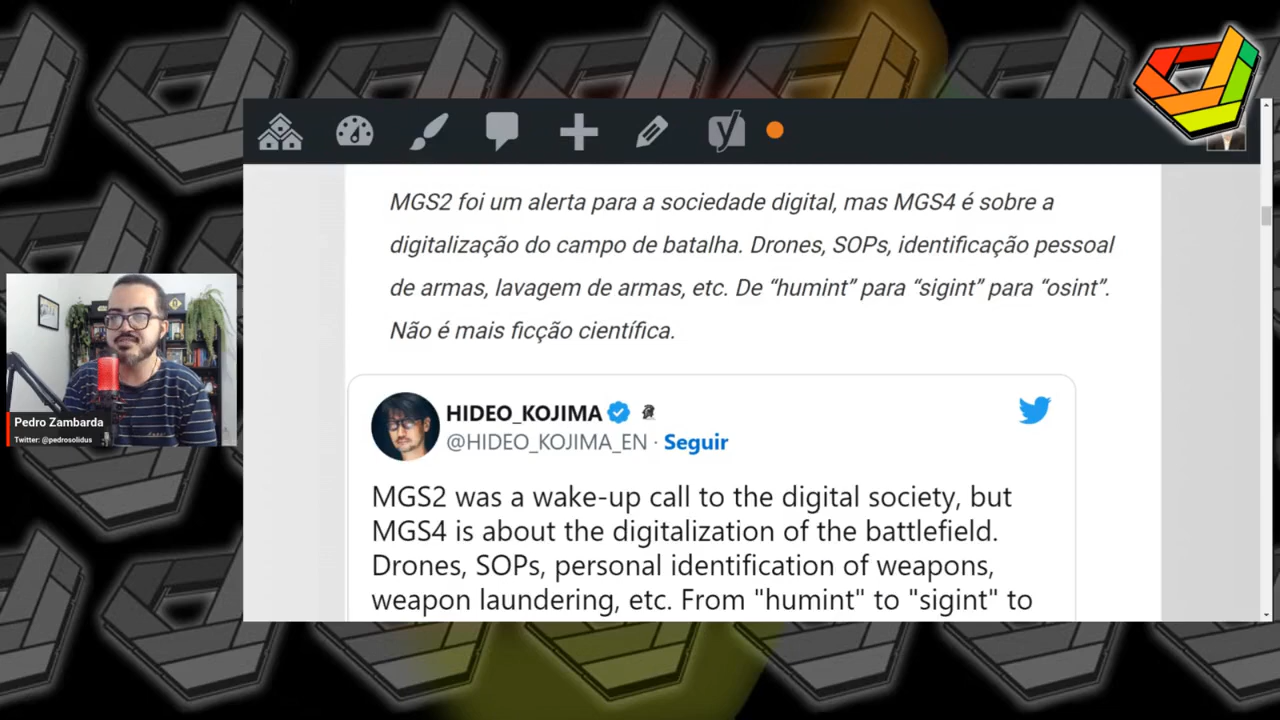 MGS2 foi um alerta para a sociedade digital, mas MGS4 é sobre a
digitalização do campo de batalha. Drones, SOPs, identificação pessoal
de armas, lavagem de armas, etc. De “humint” para “sigint” para “osint”.
Não é mais ficção científica.
HIDEO_KOJIMA
@HIDEO_KOJIMA_EN · Seguir
MGS2 was a wake-up call to the digital society, but
MGS4 is about the digitalization of the battlefield.
Drones, SOPs, personal identification of weapons,
weapon laundering, etc. From "humint" to "sigint" to
Pedro Zambarda
Twitter: @pedrosolidus